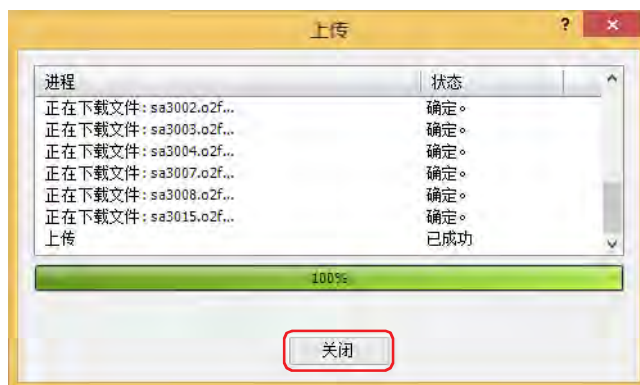 上传
?
×
进程 状态
正在下载文件: sa3002.o2f... 确定。
正在下载文件: sa3003.o2f... 确定。
正在下载文件: sa3004.o2f... 确定。
正在下载文件: sa3007.o2f... 确定。
正在下载文件: sa3008.o2f... 确定。
正在下载文件: sa3015.o2f... 确定。
上传 已成功
100%
关闭